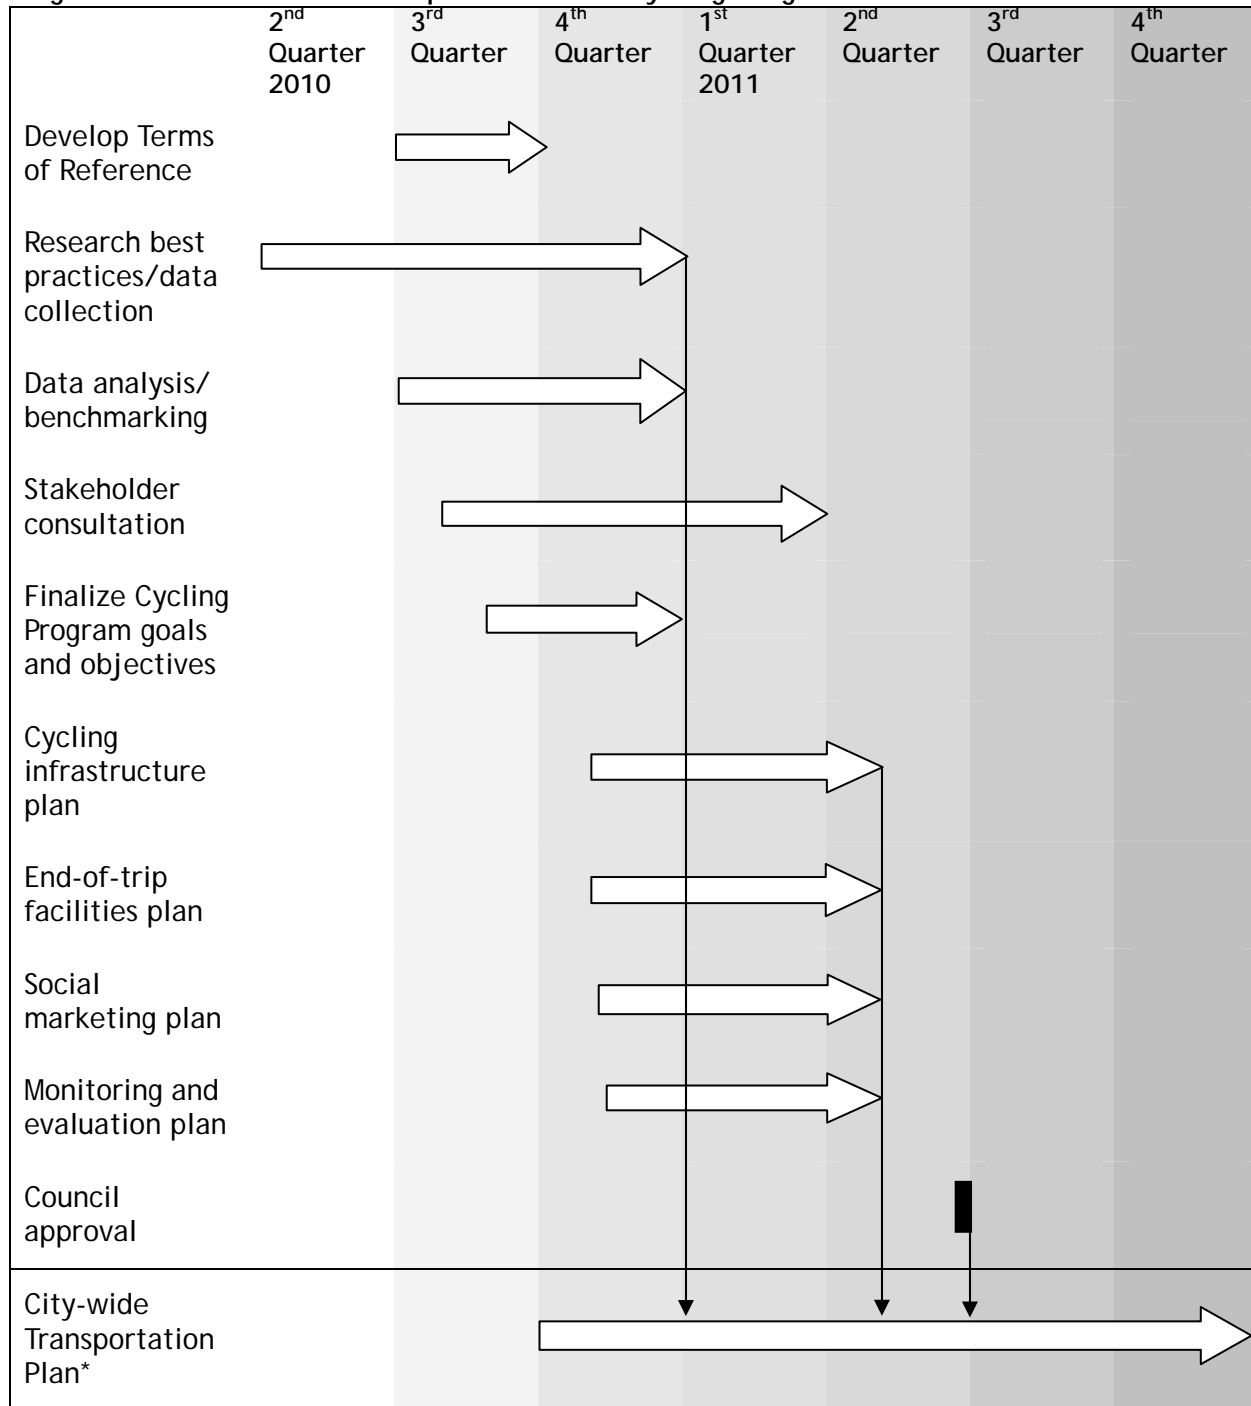 2nd 3rd 4th 1st 2nd 3rd 4th
Quarter Quarter Quarter Quarter Quarter Quarter Quarter
2010 2011
Develop Terms
of Reference
Research best
practices/data
collection
Data analysis/
benchmarking
Stakeholder
consultation
Finalize Cycling
Program goals
and objectives
Cycling
infrastructure
plan
End-of-trip
facilities plan
Social
marketing plan
Monitoring and
evaluation plan
Council
approval
City-wide
Transportation
Plan*